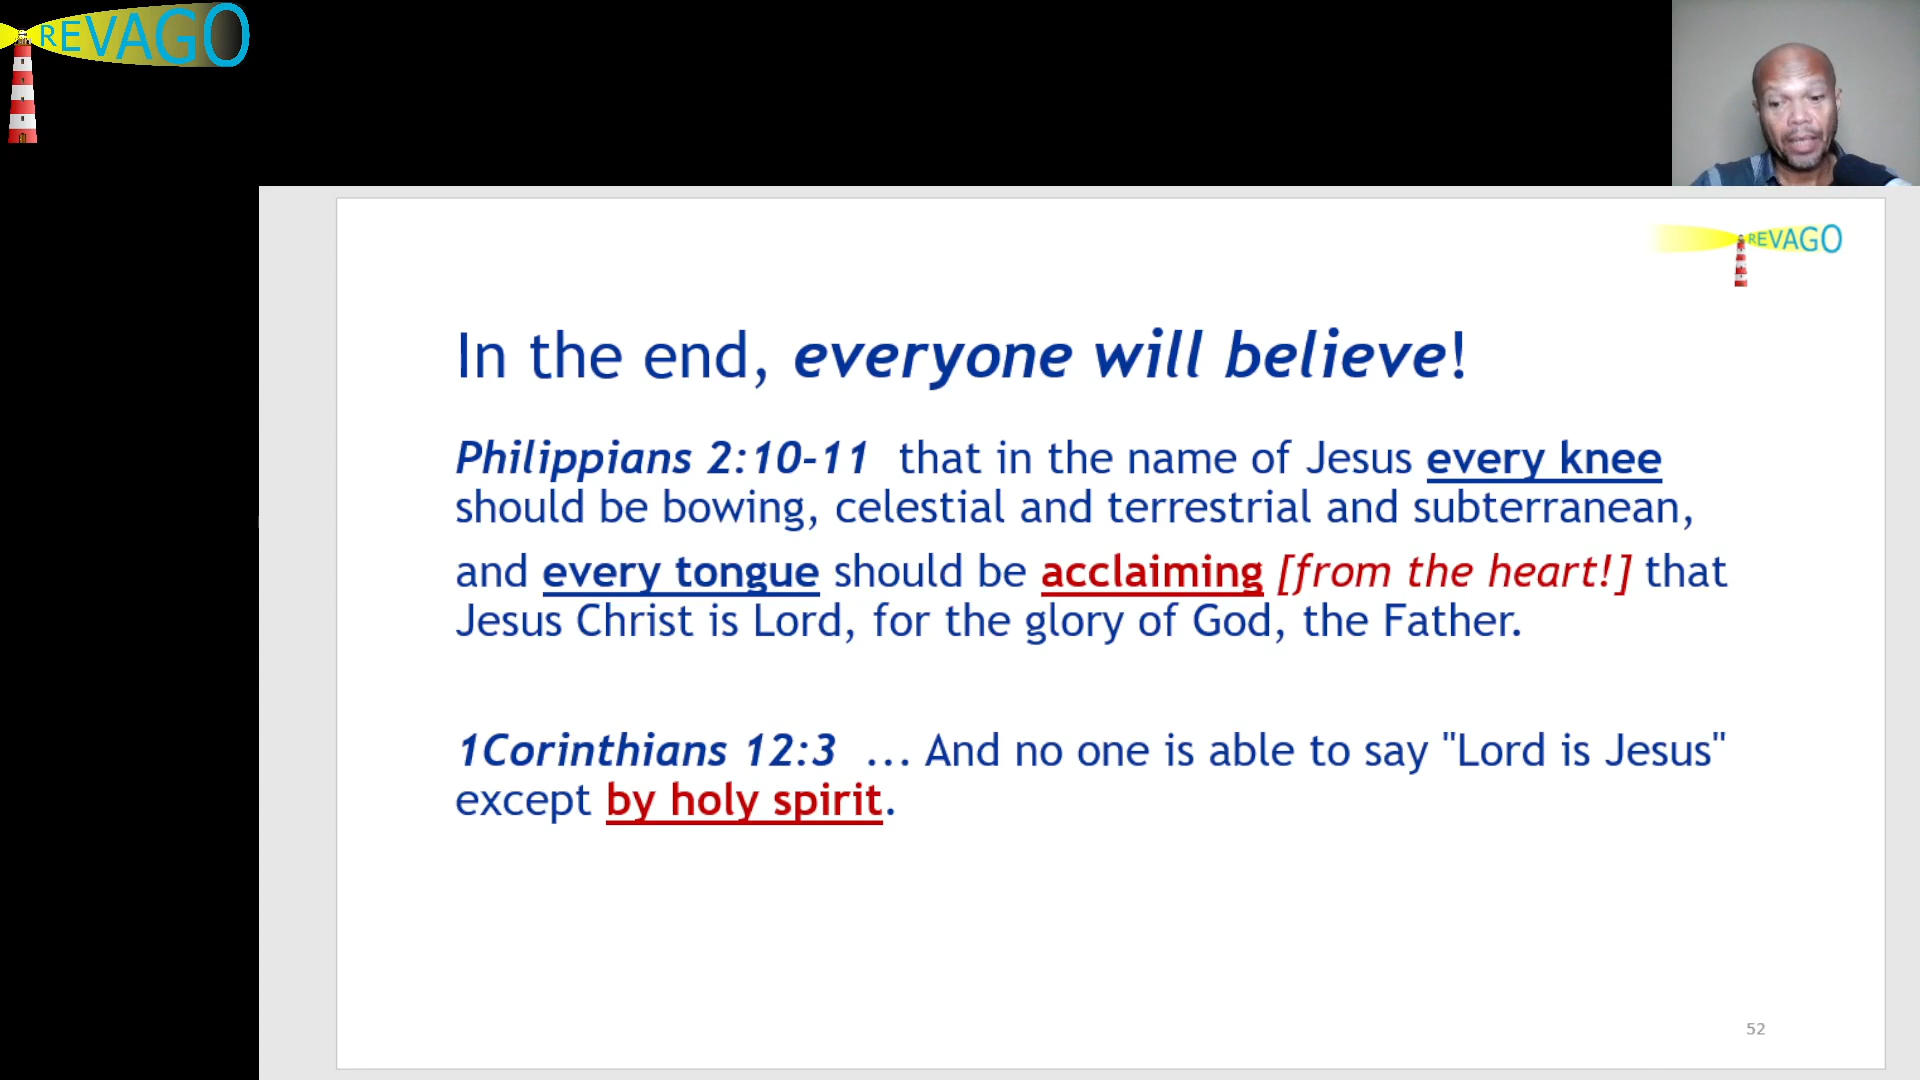 REVAGO
REVAGO
In the end, everyone will believe!
Philippians 2:10-11 that in the name of Jesus every knee
should be bowing, celestial and terrestrial and subterranean,
and every tongue should be acclaiming [from the heart!] that
Jesus Christ is Lord, for the glory of God, the Father.
1Corinthians 12:3 ... And no one is able to say "Lord is Jesus"
except by holy spirit.
52